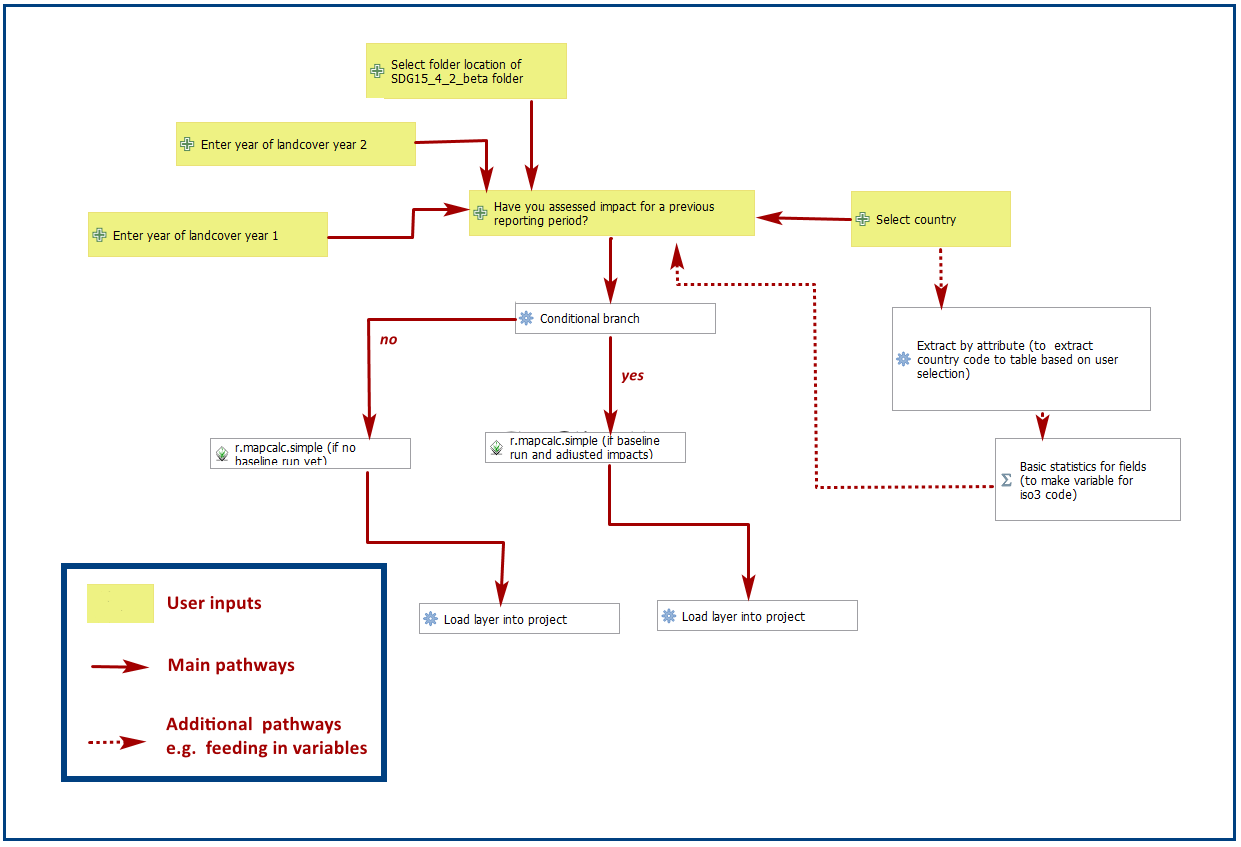 Select folder location of
SDG15_4_2_beta folder
Enter year of landcover year 2
Have you assessed impact for a previous
reporting period?
Select country
Enter year of landcover year 1
Conditional branch
no
yes
Extract by attribute (to extract
country code to table based on user
selection)
r.mapcalc.simple (if no
baseline run yet)
r.mapcalc.simple (if baseline
run and adjusted impacts)
Σ
Basic statistics for fields
(to make variable for
iso3 code)
Load layer into project
Load layer into project
User inputs
Main pathways
Additional pathways
e.g. feeding in variables